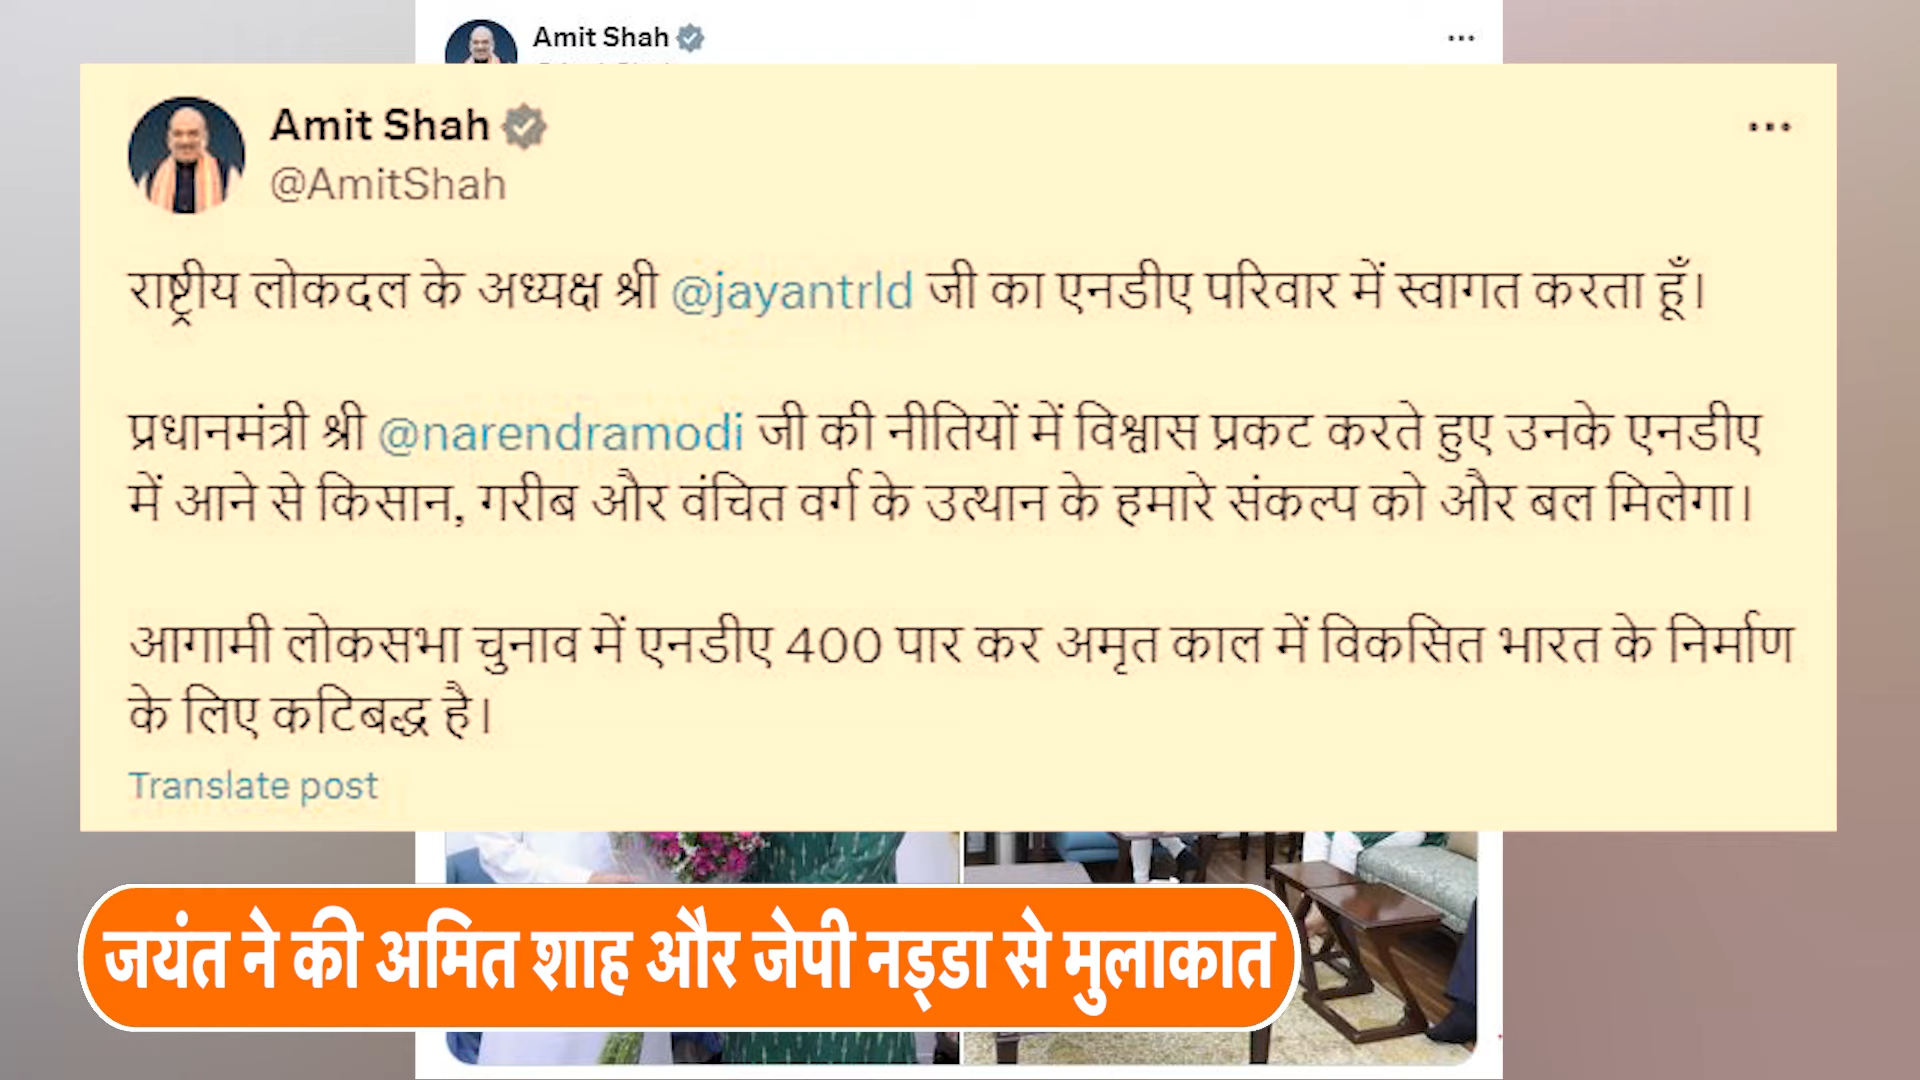 Amit Shah
Amit Shah
@AmitShah
राष्ट्रीय लोकदल के अध्यक्ष श्री @jayantrld जी का एनडीए परिवार में स्वागत करता हूँ।
प्रधानमंत्री श्री @narendramodi जी की नीतियों में विश्वास प्रकट करते हुए उनके एनडीए
में आने से किसान, गरीब और वंचित वर्ग के उत्थान के हमारे संकल्प को और बल मिलेगा।
आगामी लोकसभा चुनाव में एनडीए 400 पार कर अमृत काल में विकसित भारत के निर्माण
के लिए कटिबद्ध है।
Translate post
जयंत ने की अमित शाह और जेपी नड्डा से मुलाकात